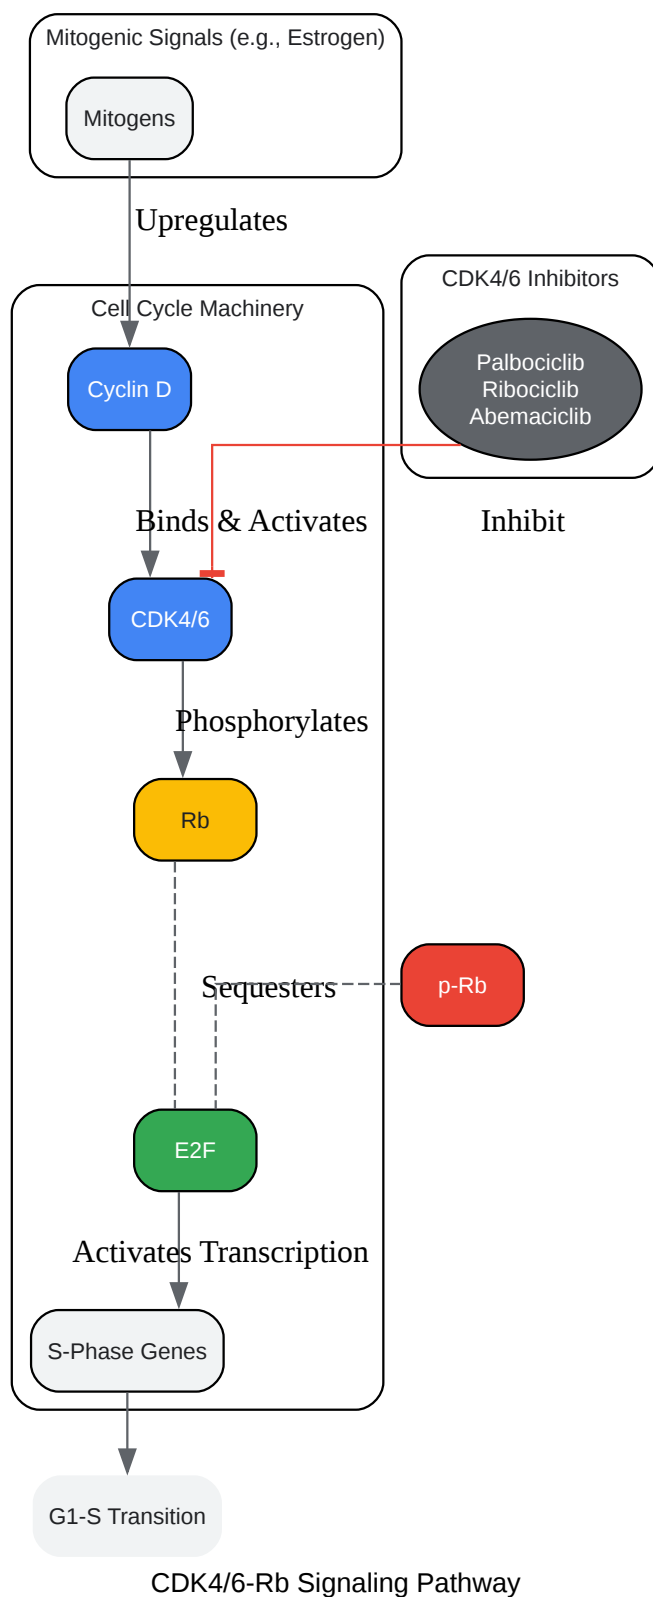 Mitogenic Signals (e.g., Estrogen)
Mitogens
Upregulates
Cell Cycle Machinery
CDK4/6 Inhibitors
Cyclin D
Palbociclib
Ribociclib
Abemaciclib
Binds & Activates
Inhibit
CDK4/6
Phosphorylates
Rb
Sequesters
p-Rb
E2F
Activates Transcription
S-Phase Genes
G1-S Transition
CDK4/6-Rb Signaling Pathway